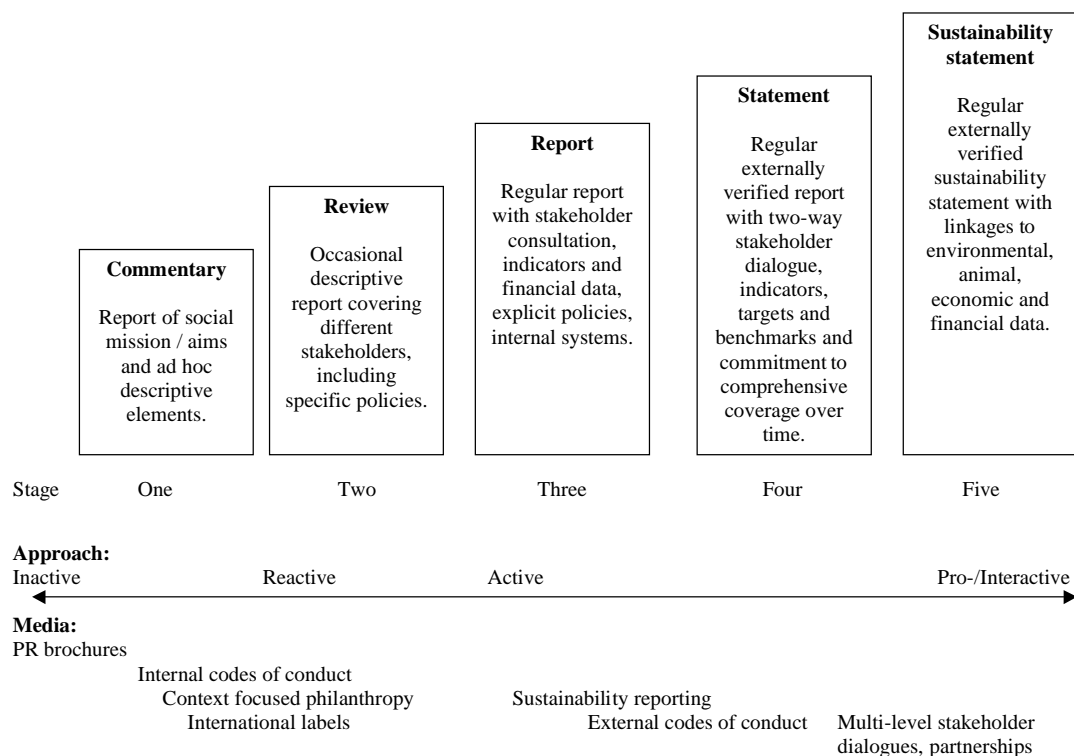 Commentary
Report of social
mission / aims
and ad hoc
descriptive
elements.
Review
Occasional
descriptive
report covering
different
stakeholders,
including
specific policies.
Report
Regular report
with stakeholder
consultation,
indicators and
financial data,
explicit policies,
internal systems.
Statement
Regular
externally
verified report
with two-way
stakeholder
dialogue,
indicators,
targets and
benchmarks and
commitment to
comprehensive
coverage over
time.
Sustainability
statement
Regular
externally
verified
sustainability
statement with
linkages to
environmental,
animal,
economic and
financial data.
Stage One Two Three Four Five
Approach:
Inactive Reactive Active Pro-/Interactive
Media:
PR brochures
Internal codes of conduct
Context focused philanthropy Sustainability reporting
International labels External codes of conduct Multi-level stakeholder
dialogues, partnerships